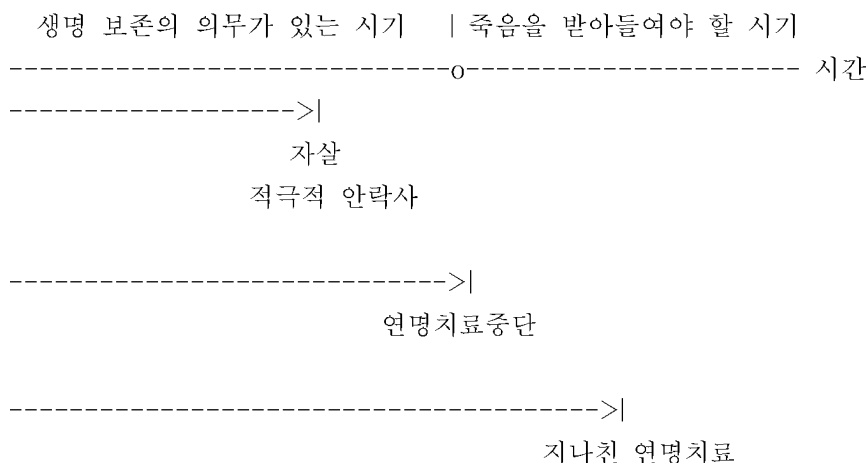 생명 보존의 의무가 있는 시기 | 죽음을 받아들여야 할 시기
-----------------------------------o--------------------------- 시간
----------------------->|
자살
적극적 안락사
----------------------------------->|
연명치료중단
----------------------------------------------->|
지나친 연명치료